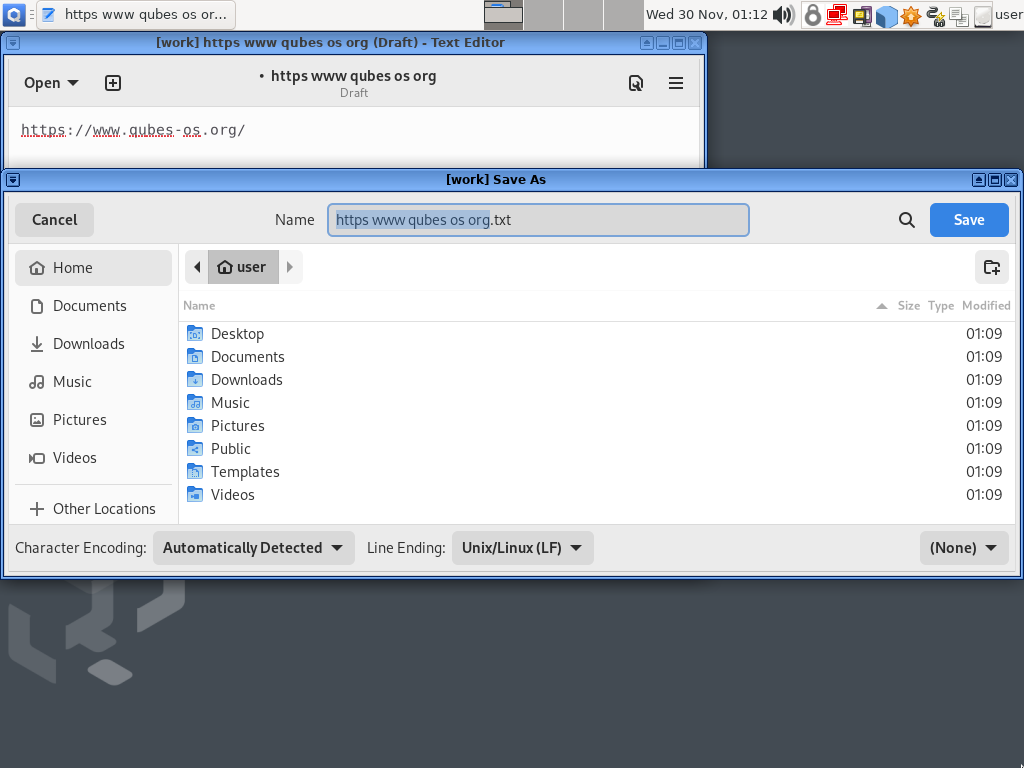 https www qubes os or...
Wed 30 Nov, 01:12
user
[work] https www qubes os org (Draft) - Text Editor
Open
• https www qubes os org
Draft
https://www.qubes-os.org/
[work] Save As
Cancel
Name
https www qubes os org.txt
Save
Home
Documents
Downloads
Music
Pictures
Videos
Other Locations
user
Name Size Type Modified
Desktop 01:09
Documents 01:09
Downloads 01:09
Music 01:09
Pictures 01:09
Public 01:09
Templates 01:09
Videos 01:09
Character Encoding: Automatically Detected Line Ending: Unix/Linux (LF) (None)